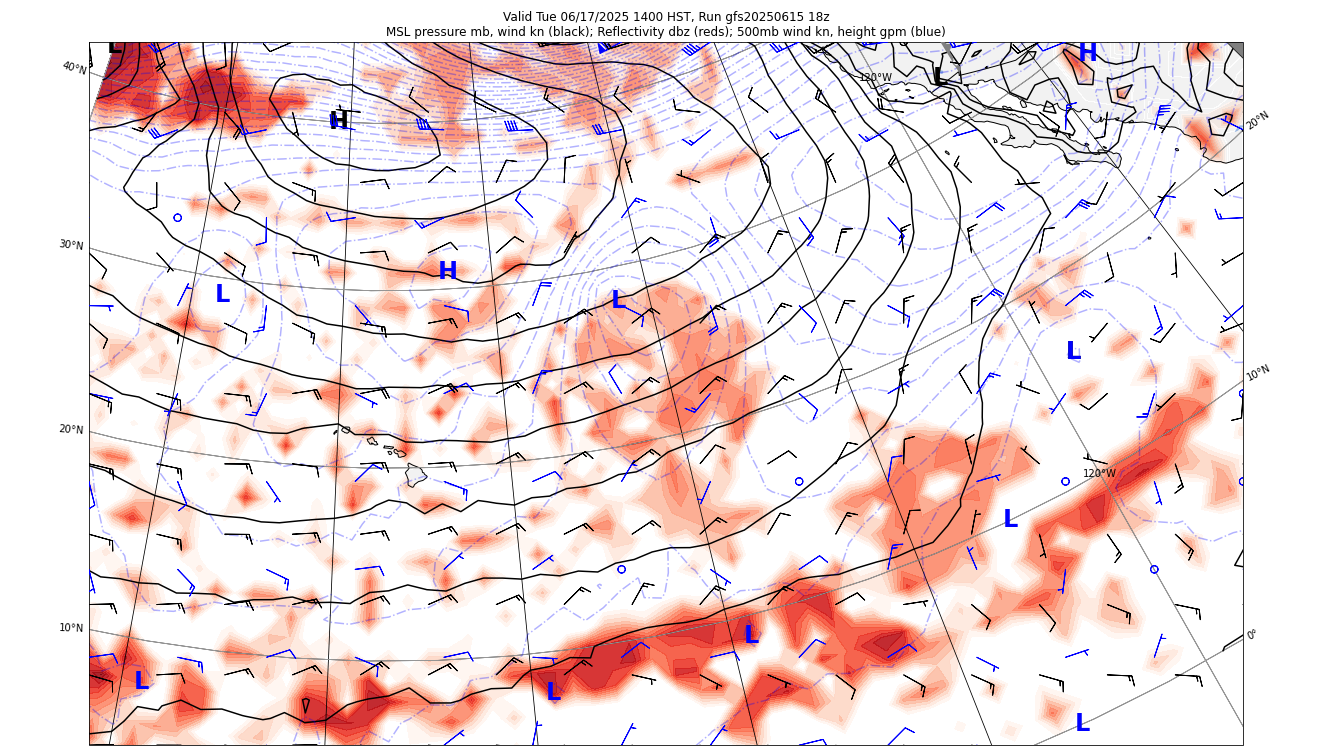 Valid Tue 06/17/2025 1400 HST, Run gfs20250615 18z
MSL pressure mb, wind kn (black); Reflectivity dbz (reds); 500mb wind kn, height gpm (blue)
L
H
40°N
120°W
L
H
20°N
30°N
H
L
L
L
10°N
20°N
120°W
L
10°N
0°
L
L
L
L